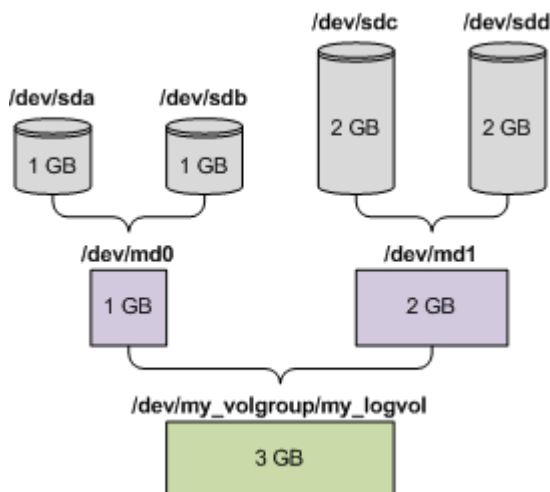 /dev/sdc /dev/sdd
/dev/sda /dev/sdb
2 GB 2 GB
1 GB 1 GB
/dev/md0 /dev/md1
1 GB 2 GB
/dev/my_volgroup/my_logvol
3 GB